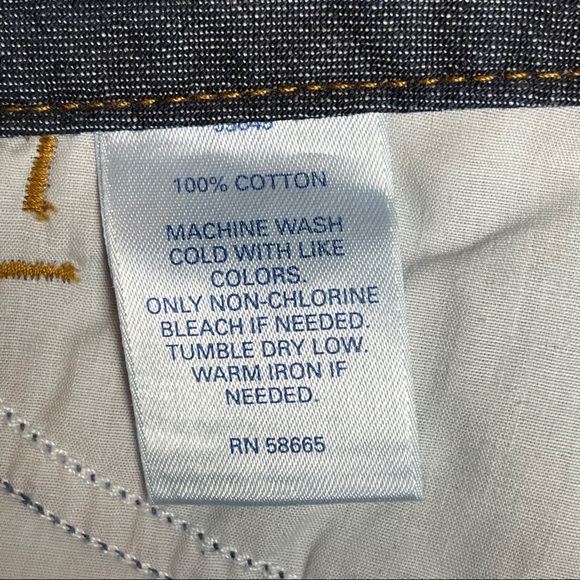 100% COTTON
MACHINE WASH
COLD WITH LIKE
COLORS.
ONLY NON-CHLORINE
BLEACH IF NEEDED.
TUMBLE DRY LOW.
WARM IRON IF
NEEDED.
RN 58665